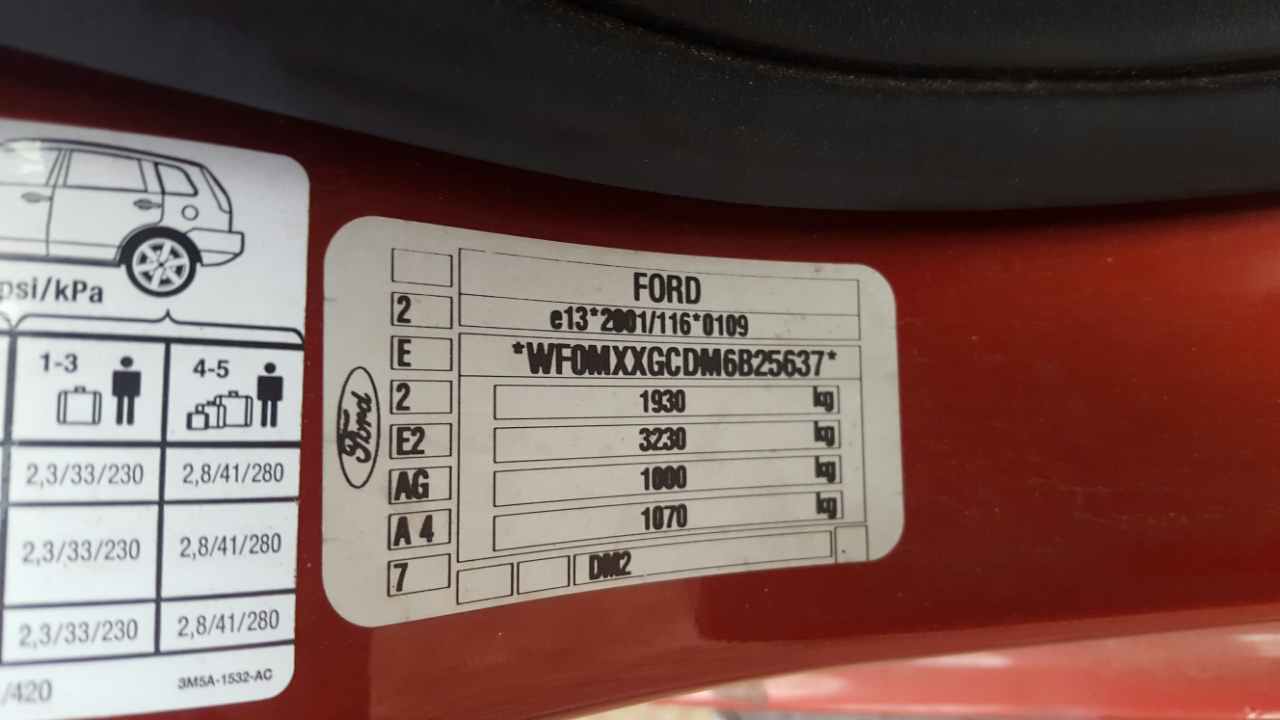 psi/kPa
1-3
4-5
2,3/33/230
2,8/41/280
2,3/33/230
2,8/41/280
2,3/33/230
2,8/41/280
/420
3M5A-1532-AC
Ford
2
E
2
E2
AG
A 4
7
FORD
e13*2001/116*0109
*WF0MXXGCDM6B25637*
1930 kg
3230 kg
1000 kg
1070 kg
DM2